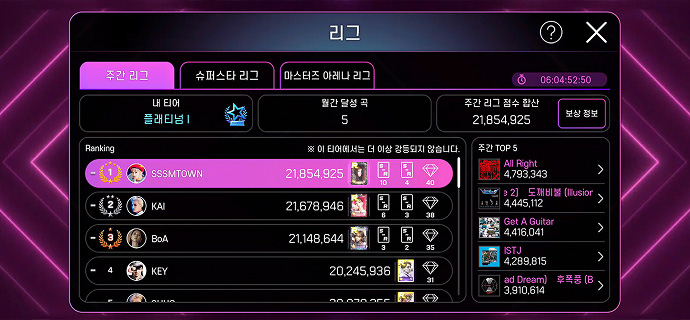 리그
?
주간 리그
슈퍼스타 리그
마스터즈 아레나 리그
06:04:52:50
내 티어
플래티넘 I
월간 달성 곡
5
주간 리그 점수 합산
21,854,925
보상 정보
Ranking
※ 이 티어에서는 더 이상 강등되지 않습니다.
1 SSSMTOWN 21,854,925 10 4 40
2 KAI 21,678,946 6 3 38
3 BoA 21,148,644 3 2 35
4 KEY 20,245,936 31
5
주간 TOP 5
All Right
4,793,343
e 2] 도깨비불 (Illusion
4,445,112
Get A Guitar
4,416,041
ISTJ
4,289,815
ad Dream) 후폭풍 (B
3,910,614